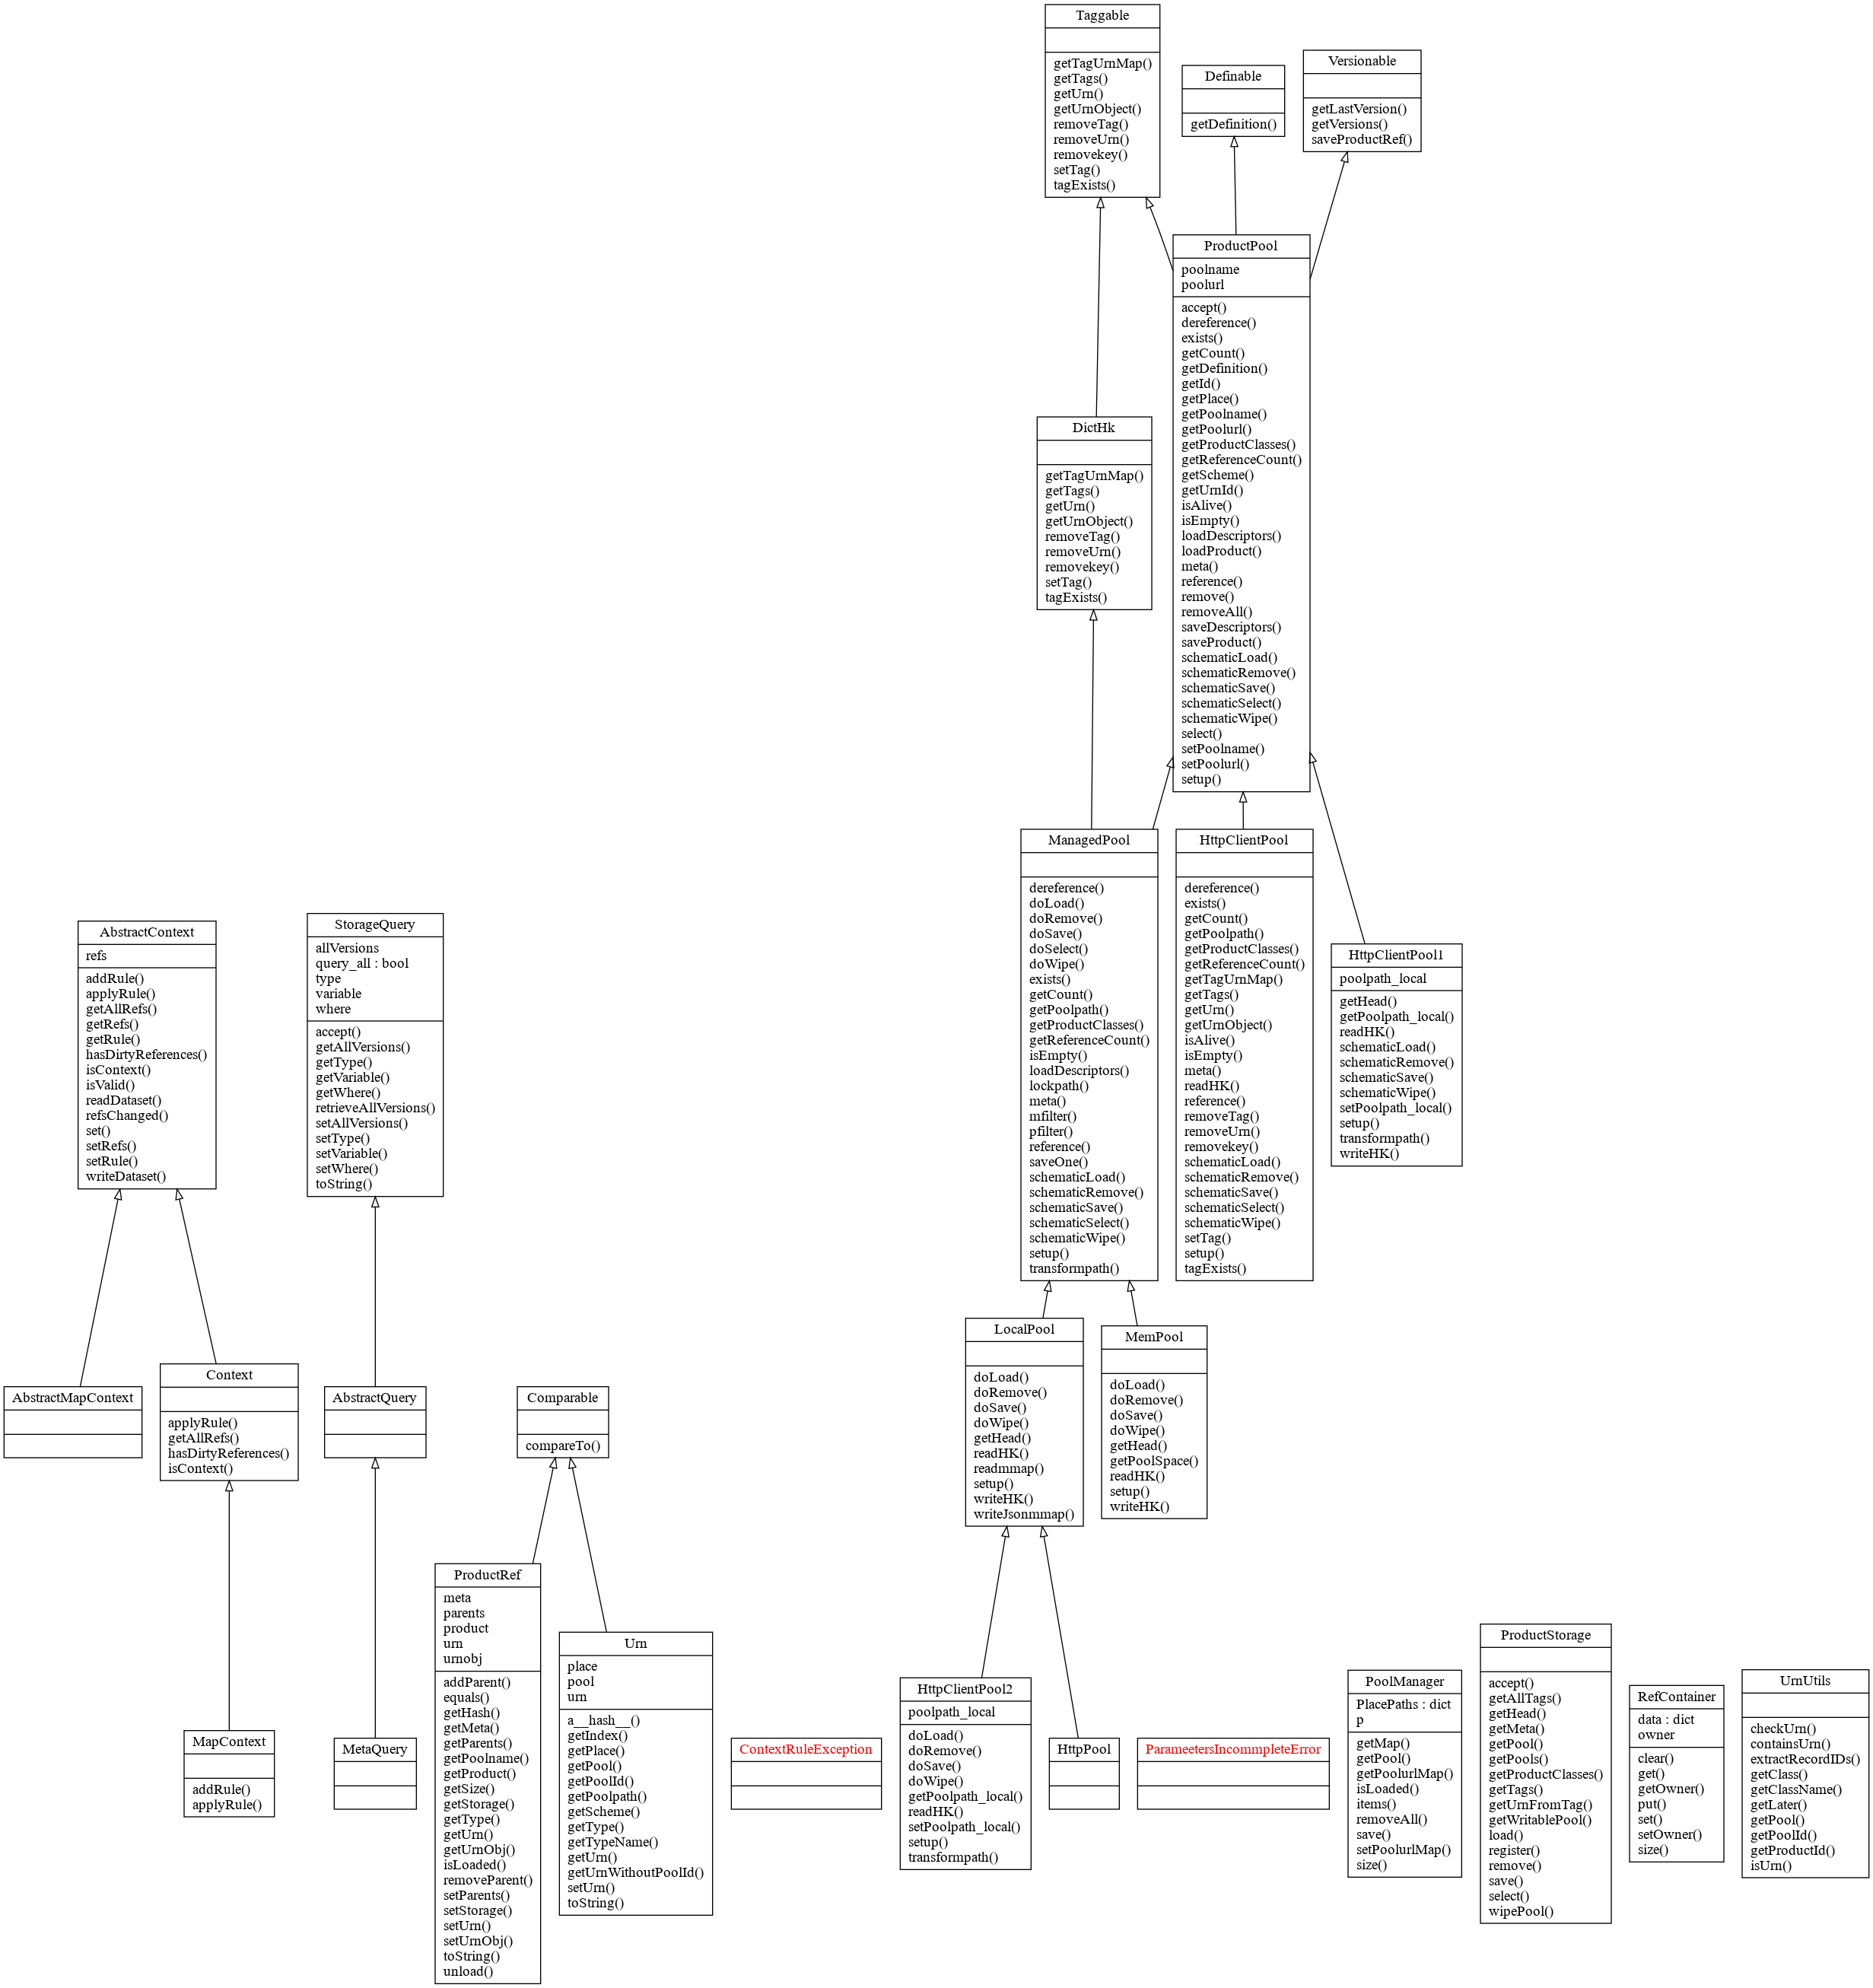 Taggable
getTagUrnMap()
getTags()
getUrn()
getUrnObject()
removeTag()
removeUrn()
removekey()
setTag()
tagExists()
Definable
getDefinition()
Versionable
getLastVersion()
getVersions()
saveProductRef()
ProductPool
poolname
poolurl
accept()
dereference()
exists()
getCount()
getDefinition()
getId()
getPlace()
getPoolname()
getPoolurl()
getProductClasses()
getReferenceCount()
getScheme()
getUrnId()
isAlive()
isEmpty()
loadDescriptors()
loadProduct()
meta()
reference()
remove()
removeAll()
saveDescriptors()
saveProduct()
schematicLoad()
schematicRemove()
schematicSave()
schematicSelect()
schematicWipe()
select()
setPoolname()
setPoolurl()
setup()
DictHk
getTagUrnMap()
getTags()
getUrn()
getUrnObject()
removeTag()
removeUrn()
removekey()
setTag()
tagExists()
ManagedPool
dereference()
doLoad()
doRemove()
doSave()
doSelect()
doWipe()
exists()
getCount()
getPoolpath()
getProductClasses()
getReferenceCount()
isEmpty()
loadDescriptors()
lockpath()
meta()
mfilter()
pfilter()
reference()
saveOne()
schematicLoad()
schematicRemove()
schematicSave()
schematicSelect()
schematicWipe()
setup()
transformpath()
HttpClientPool
dereference()
exists()
getCount()
getPoolpath()
getProductClasses()
getReferenceCount()
getTagUrnMap()
getTags()
getUrn()
getUrnObject()
isAlive()
isEmpty()
meta()
readHK()
reference()
removeTag()
removeUrn()
removekey()
schematicLoad()
schematicRemove()
schematicSave()
schematicSelect()
schematicWipe()
setTag()
setup()
tagExists()
HttpClientPool1
poolpath_local
getHead()
getPoolpath_local()
readHK()
schematicLoad()
schematicRemove()
schematicSave()
schematicWipe()
setPoolpath_local()
setup()
transformpath()
writeHK()
AbstractContext
refs
addRule()
applyRule()
getAllRefs()
getRefs()
getRule()
hasDirtyReferences()
isContext()
isValid()
readDataset()
refsChanged()
set()
setRefs()
setRule()
writeDataset()
StorageQuery
allVersions
query_all : bool
type
variable
where
accept()
getAllVersions()
getType()
getVariable()
getWhere()
retrieveAllVersions()
setAllVersions()
setType()
setVariable()
setWhere()
toString()
LocalPool
doLoad()
doRemove()
doSave()
doWipe()
getHead()
readHK()
readmmap()
setup()
writeHK()
writeJsonmmap()
MemPool
doLoad()
doRemove()
doSave()
doWipe()
getHead()
getPoolSpace()
readHK()
setup()
writeHK()
AbstractMapContext
Context
applyRule()
getAllRefs()
hasDirtyReferences()
isContext()
AbstractQuery
Comparable
compareTo()
ProductRef
meta
parents
product
urn
urnobj
addParent()
equals()
getHash()
getMeta()
getParents()
getPoolname()
getProduct()
getSize()
getStorage()
getType()
getUrn()
getUrnObj()
isLoaded()
removeParent()
setParents()
setStorage()
setUrn()
setUrnObj()
toString()
unload()
Urn
place
pool
urn
a__hash__()
getIndex()
getPlace()
getPool()
getPoolId()
getPoolpath()
getScheme()
getType()
getTypeName()
getUrn()
getUrnWithoutPoolId()
setUrn()
toString()
MapContext
addRule()
applyRule()
MetaQuery
ContextRuleException
HttpClientPool2
poolpath_local
doLoad()
doRemove()
doSave()
doWipe()
getPoolpath_local()
readHK()
setPoolpath_local()
setup()
transformpath()
HttpPool
ParameetersIncommpleteError
PoolManager
PlacePaths : dict
p
getMap()
getPool()
getPoolurlMap()
isLoaded()
items()
removeAll()
save()
setPoolurlMap()
size()
ProductStorage
accept()
getAllTags()
getHead()
getMeta()
getPool()
getPools()
getProductClasses()
getTags()
getUrnFromTag()
getWritablePool()
load()
register()
remove()
save()
select()
wipePool()
RefContainer
data : dict
owner
clear()
get()
getOwner()
put()
set()
setOwner()
size()
UrnUtils
checkUrn()
containsUrn()
extractRecordIDs()
getClass()
getClassName()
getLater()
getPool()
getPoolId()
getProductId()
isUrn()